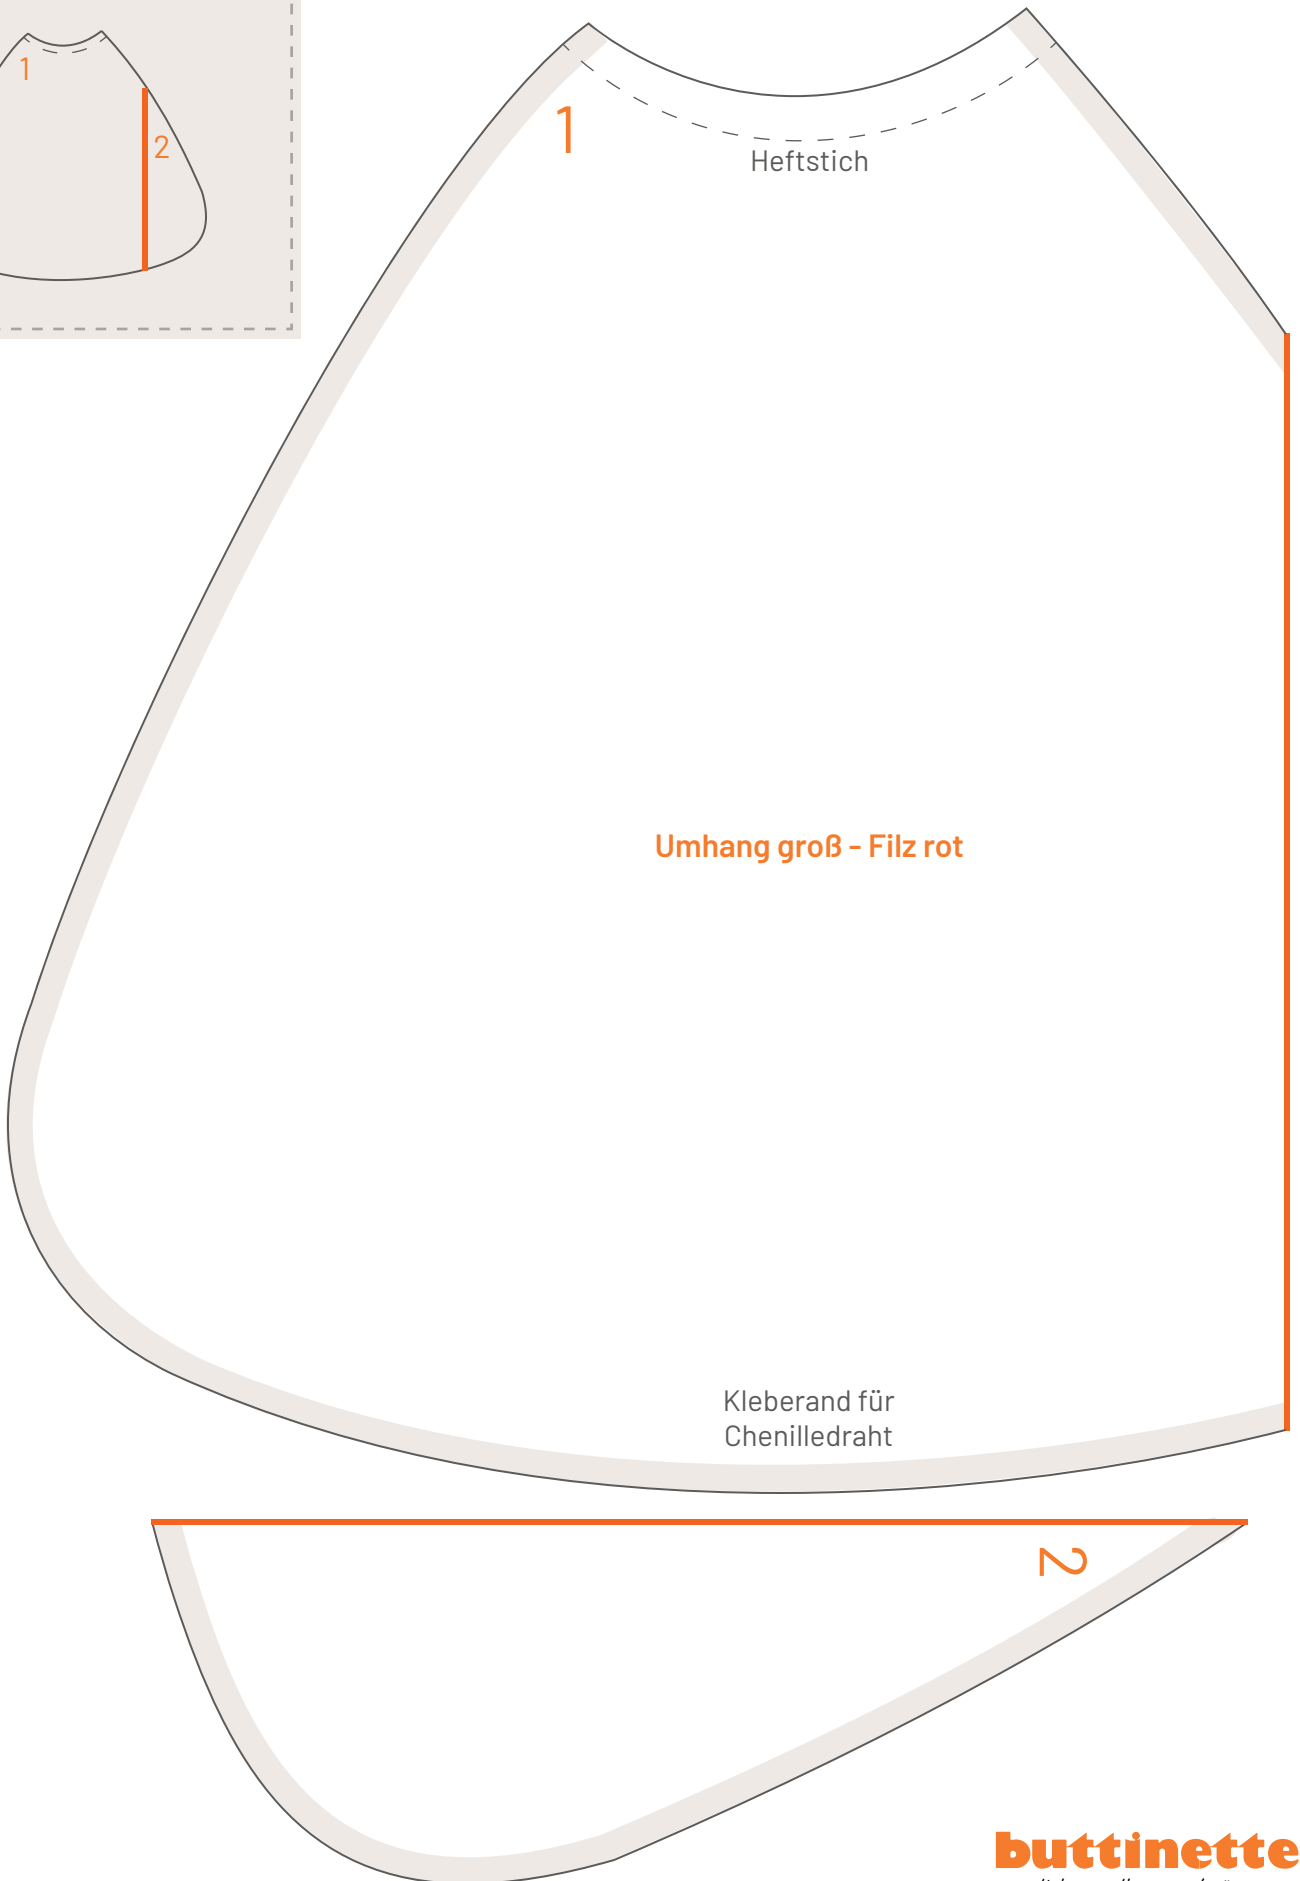 1
2
1
Heftstich
Umhang groß - Filz rot
Kleberand für
Chenilledraht
2
buttinette